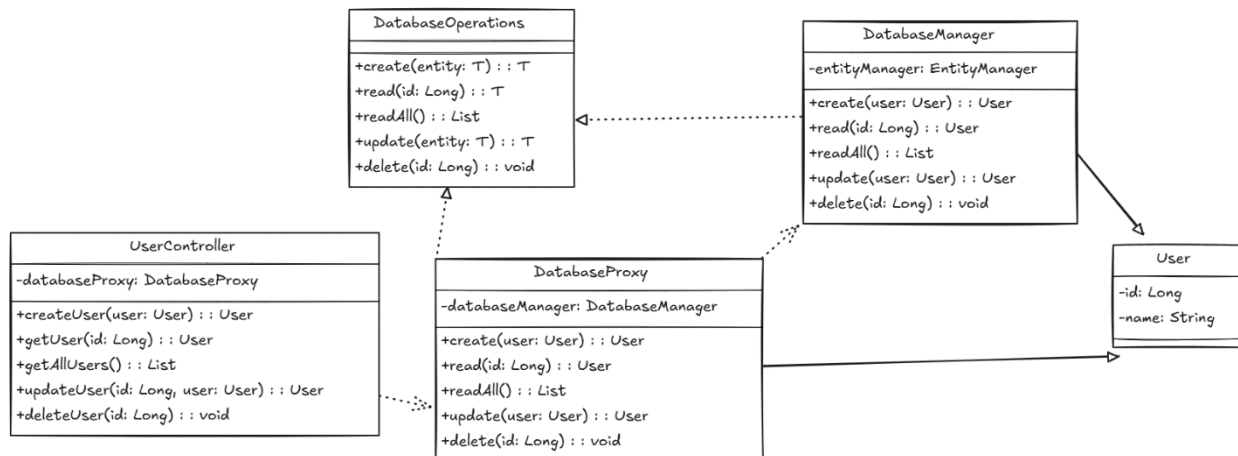 DatabaseOperations
+create(entity: T) : : T
+read(id: Long) : : T
+readAll() : : List
+update(entity: T) : : T
+delete(id: Long) : : void
DatabaseManager
-entityManager: EntityManager
+create(user: User) : : User
+read(id: Long) : : User
+readAll() : : List
+update(user: User) : : User
+delete(id: Long) : : void
UserController
-databaseProxy: DatabaseProxy
+createUser(user: User) : : User
+getUser(id: Long) : : User
+getAllUsers() : : List
+updateUser(id: Long, user: User) : : User
+deleteUser(id: Long) : : void
DatabaseProxy
-databaseManager: DatabaseManager
+create(user: User) : : User
+read(id: Long) : : User
+readAll() : : List
+update(user: User) : : User
+delete(id: Long) : : void
User
-id: Long
-name: String